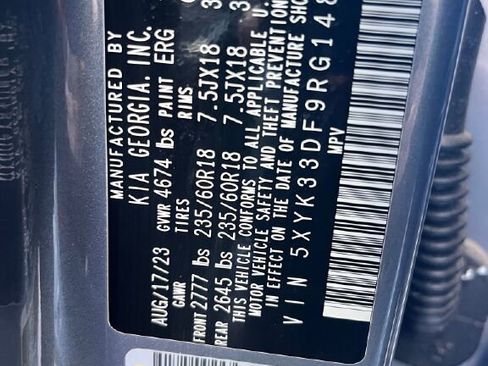 MANUFACTURED BY
KIA GEORGIA, INC.
AUG/17/23 GVWR 4674 lbs PAINT ERG
GAWR TIRES RIMS
FRONT 2777 lbs 235/60R18 7.5JX18
REAR 2645 lbs 235/60R18 7.5JX18
THIS VEHICLE CONFORMS TO ALL APPLICABLE U.
MOTOR VEHICLE SAFETY AND THEFT PREVENTION
IN EFFECT ON THE DATE OF MANUFACTURE SHO
VIN 5XYK33DF9RG148
MPV